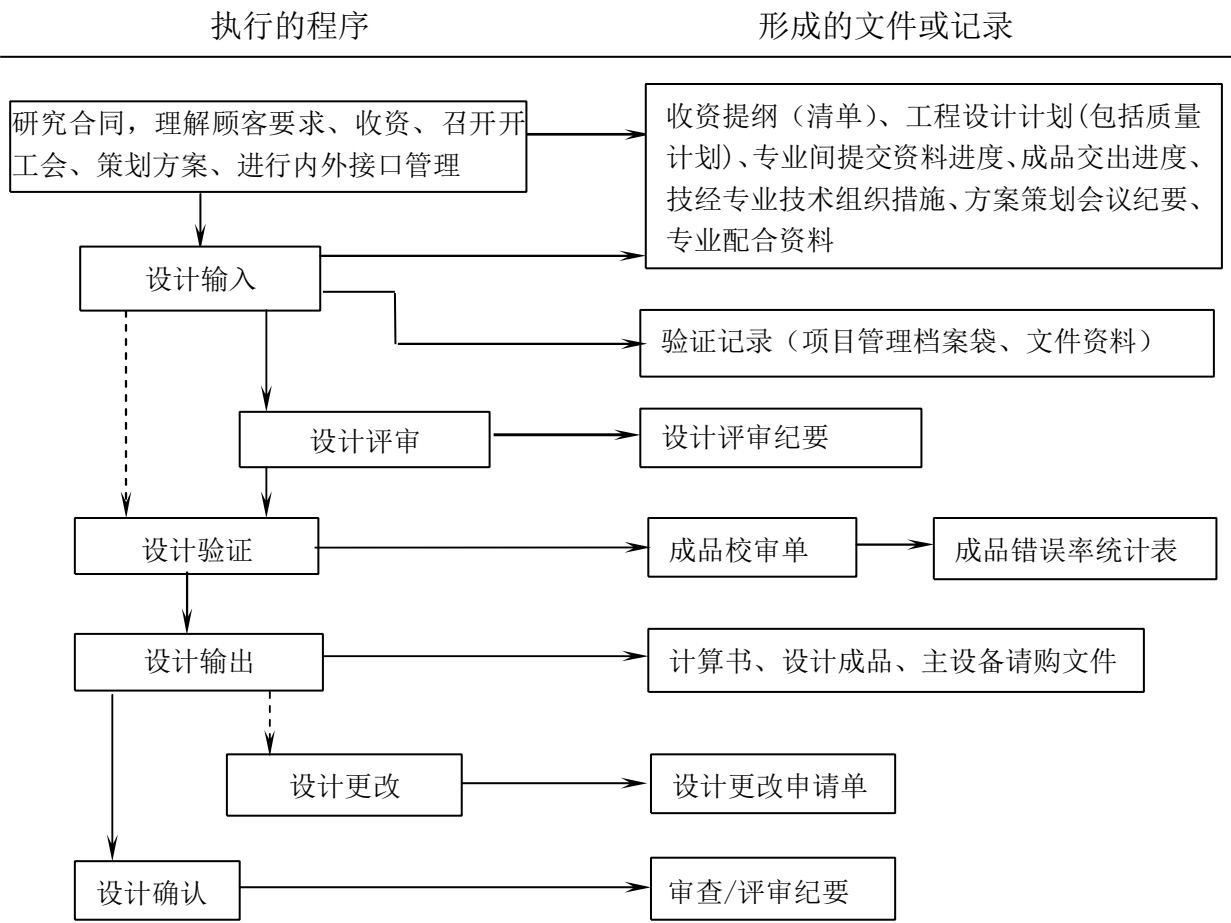 执行的程序
形成的文件或记录
研究合同，理解顾客要求、收资、召开开
工会、策划方案、进行内外接口管理
收资提纲（清单）、工程设计计划(包括质量
计划)、专业间提交资料进度、成品交出进度、
技经专业技术组织措施、方案策划会议纪要、
专业配合资料
设计输入
验证记录（项目管理档案袋、文件资料）
设计评审
设计评审纪要
设计验证
成品校审单
成品错误率统计表
设计输出
计算书、设计成品、主设备请购文件
设计更改
设计更改申请单
设计确认
审查/评审纪要